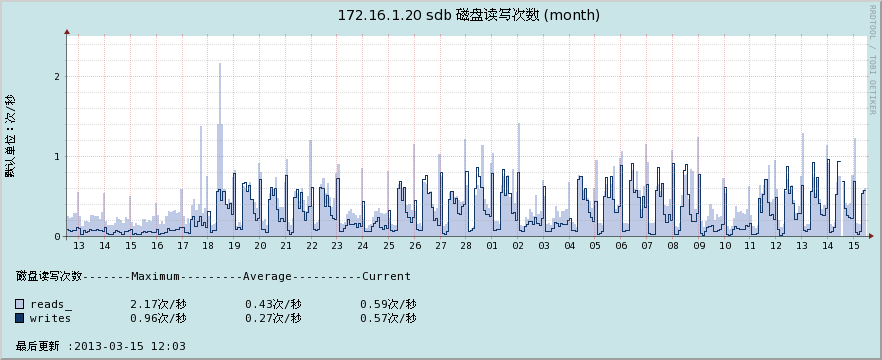 172.16.1.20 sdb 磁盘读写次数 (month)
RRDTOOL / TOBI OETIKER
默认单位：次/秒
2
1
0
13 14 15 16 17 18 19 20 21 22 23 24 25 26 27 28 01 02 03 04 05 06 07 08 09 10 11 12 13 14 15
磁盘读写次数-------Maximum---------Average----------Current
reads_ 2.17次/秒 0.43次/秒 0.59次/秒
writes 0.96次/秒 0.27次/秒 0.57次/秒
最后更新 :2013-03-15 12:03